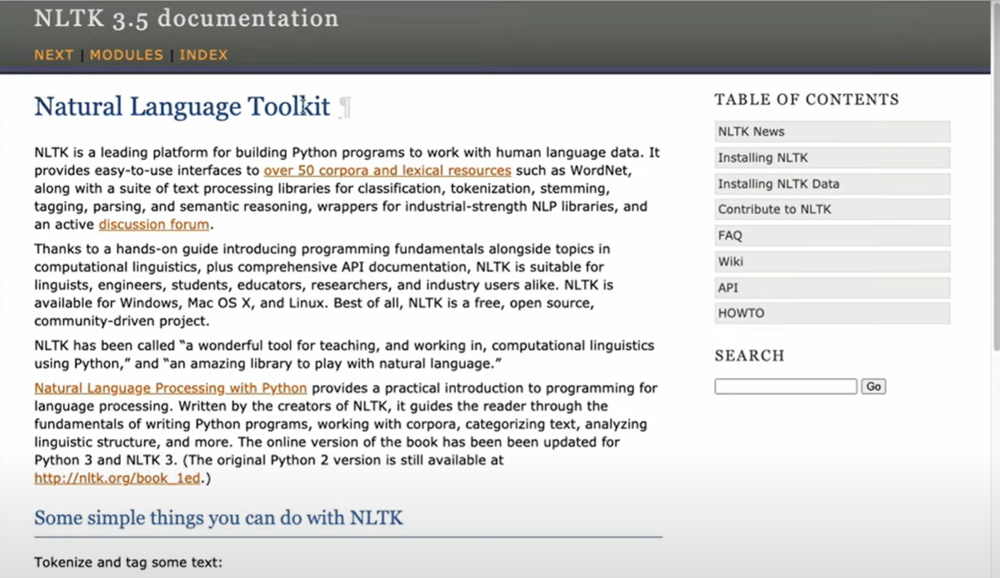 NLTK 3.5 documentation
NEXT | MODULES | INDEX
Natural Language Toolkit ¶
NLTK is a leading platform for building Python programs to work with human language data. It
provides easy-to-use interfaces to over 50 corpora and lexical resources such as WordNet,
along with a suite of text processing libraries for classification, tokenization, stemming,
tagging, parsing, and semantic reasoning, wrappers for industrial-strength NLP libraries, and
an active discussion forum.
Thanks to a hands-on guide introducing programming fundamentals alongside topics in
computational linguistics, plus comprehensive API documentation, NLTK is suitable for
linguists, engineers, students, educators, researchers, and industry users alike. NLTK is
available for Windows, Mac OS X, and Linux. Best of all, NLTK is a free, open source,
community-driven project.
NLTK has been called “a wonderful tool for teaching, and working in, computational linguistics
using Python,” and “an amazing library to play with natural language.”
Natural Language Processing with Python provides a practical introduction to programming for
language processing. Written by the creators of NLTK, it guides the reader through the
fundamentals of writing Python programs, working with corpora, categorizing text, analyzing
linguistic structure, and more. The online version of the book has been been updated for
Python 3 and NLTK 3. (The original Python 2 version is still available at
http://nltk.org/book_1ed.)
Some simple things you can do with NLTK
Tokenize and tag some text:
TABLE OF CONTENTS
NLTK News
Installing NLTK
Installing NLTK Data
Contribute to NLTK
FAQ
Wiki
API
HOWTO
SEARCH
Go